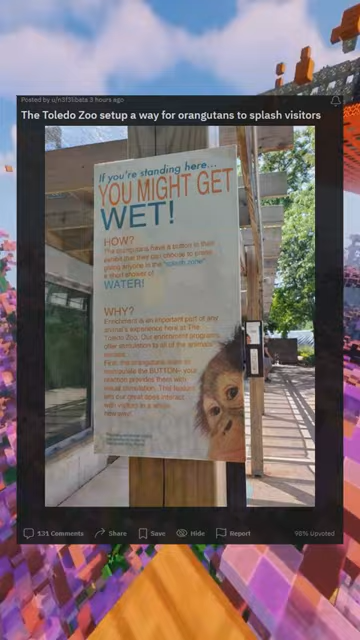 Posted by u/n3f35bata 3 hours ago
The Toledo Zoo setup a way for orangutans to splash visitors
If you're standing here...
YOU MIGHT GET
WET!
HOW?
The orangutans have a button in their
exhibit that they can choose to press
giving anyone in the "splash zone"
a short shower of
WATER!
WHY?
Enrichment is an important part of any
animal's experience here at The
Toledo Zoo. Our enrichment programs
offer stimulation to all of the animals'
senses.
First, the orangutans learn to
manipulate the BUTTON- your
reaction provides them with
visual stimulation. This feature
lets our great apes interact
with visitors in a whole
new way!
131 Comments
Share
Save
Hide
Report
98% Upvoted